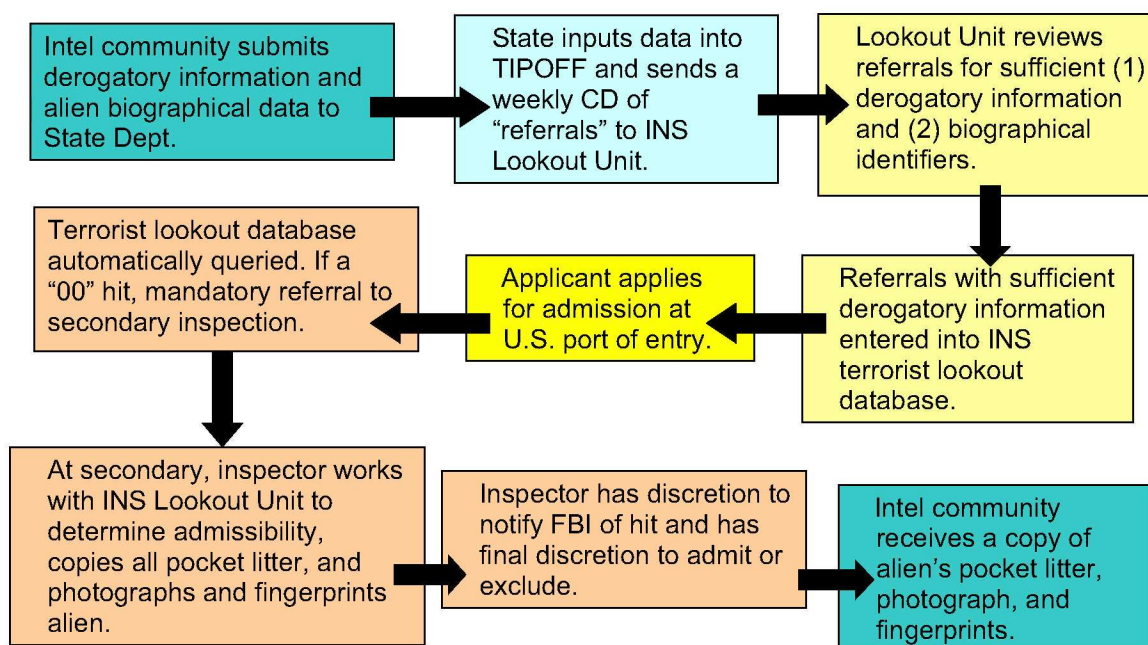 Intel community submits
derogatory information and
alien biographical data to
State Dept.
State inputs data into
TIPOFF and sends a
weekly CD of
“referrals” to INS
Lookout Unit.
Lookout Unit reviews
referrals for sufficient (1)
derogatory information
and (2) biographical
identifiers.
Referrals with sufficient
derogatory information
entered into INS
terrorist lookout
database.
Applicant applies
for admission at
U.S. port of entry.
Terrorist lookout database
automatically queried. If a
“00” hit, mandatory referral to
secondary inspection.
At secondary, inspector works
with INS Lookout Unit to
determine admissibility,
copies all pocket litter, and
photographs and fingerprints
alien.
Inspector has discretion to
notify FBI of hit and has
final discretion to admit or
exclude.
Intel community
receives a copy of
alien’s pocket litter,
photograph, and
fingerprints.